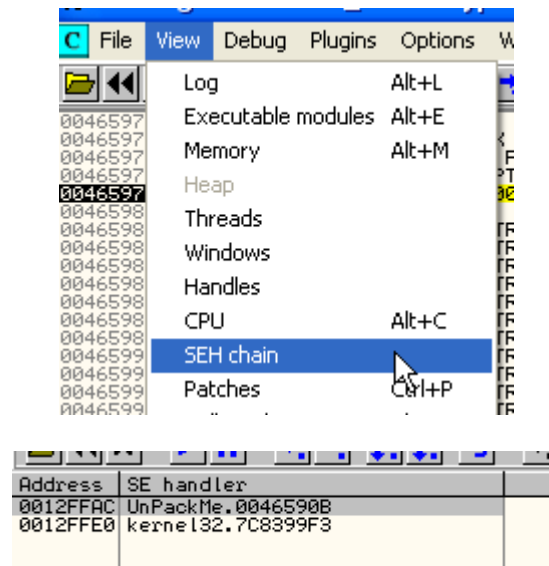 C File View Debug Plugins Options
Log Alt+L
0046597
Executable modules Alt+E
0046597
0046597
Memory Alt+M
0046597
Heap
0046597
0046598
Threads
0046598
0046598
Windows
0046598
Handles
0046598
0046598
CPU Alt+C
0046598
0046599
SEH chain
0046599
0046599
Patches Ctrl+P
0046599
Address SE handler
0012FFAC UnPackMe.0046590B
0012FFE0 kernel32.7C8399F3